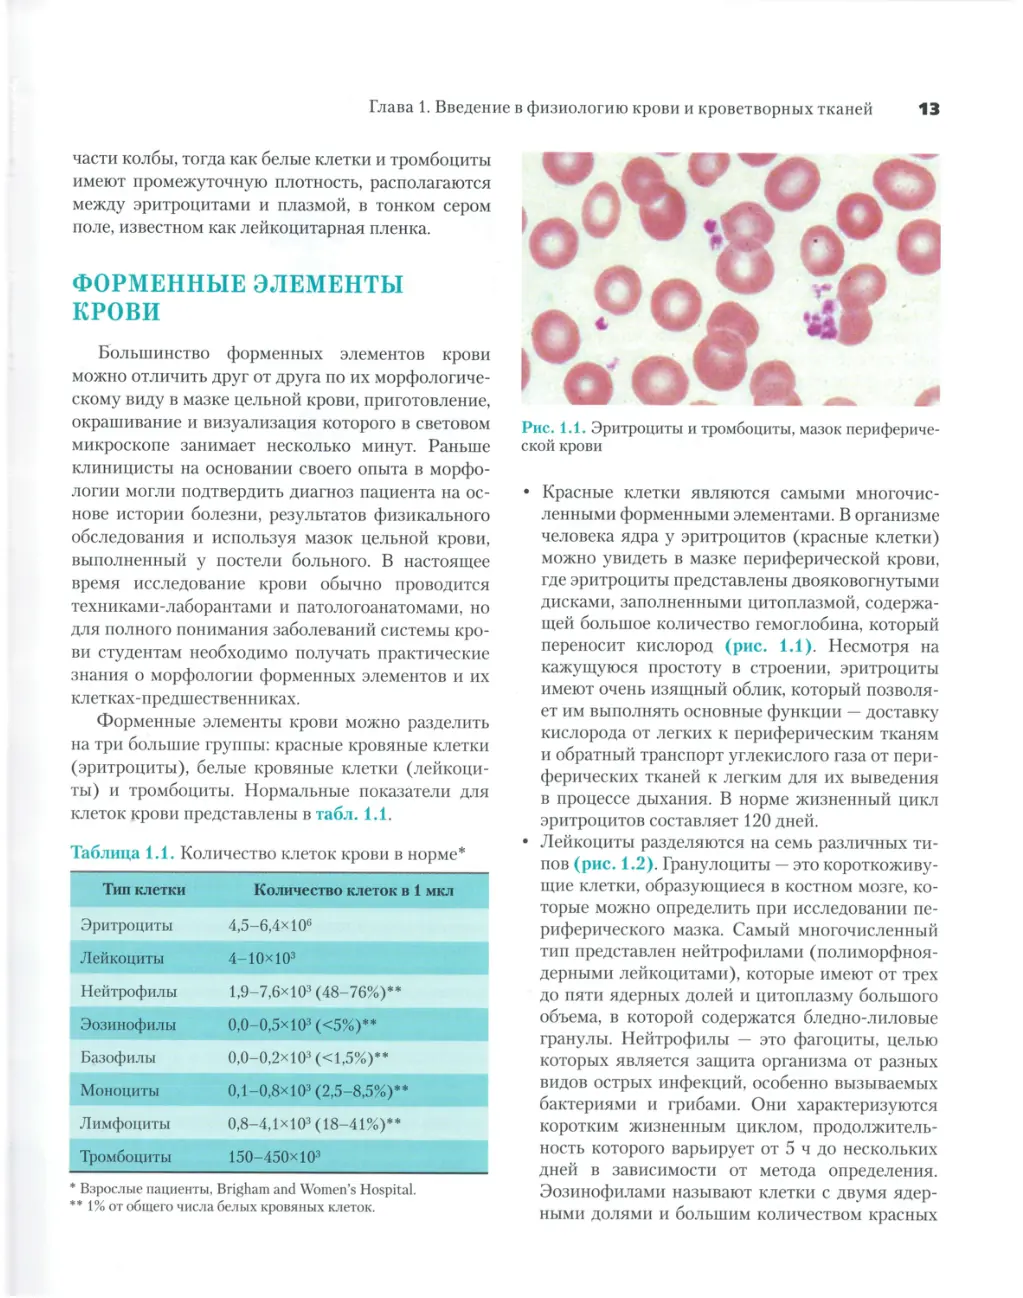 Глава 1. Введение в физиологию крови и кроветворных тканей 13
части колбы, тогда как белые клетки и тромбоциты
имеют промежуточную плотность, располагаются
между эритроцитами и плазмой, в тонком сером
поле, известном как лейкоцитарная пленка.
ФОРМЕННЫЕ ЭЛЕМЕНТЫ
КРОВИ
Большинство форменных элементов крови
можно отличить друг от друга по их морфологиче-
скому виду в мазке цельной крови, приготовление,
окрашивание и визуализация которого в световом
микроскопе занимает несколько минут. Раньше
клиницисты на основании своего опыта в морфо-
логии могли подтвердить диагноз пациента на ос-
нове истории болезни, результатов физикального
обследования и используя мазок цельной крови,
выполненный у постели больного. В настоящее
время исследование крови обычно проводится
техниками-лаборантами и патологоанатомами, но
для полного понимания заболеваний системы кро-
ви студентам необходимо получать практические
знания о морфологии форменных элементов и их
клетках-предшественниках.
Форменные элементы крови можно разделить
на три большие группы: красные кровяные клетки
(эритроциты), белые кровяные клетки (лейкоци-
ты) и тромбоциты. Нормальные показатели для
клеток крови представлены в табл. 1.1.
Таблица 1.1. Количество клеток крови в норме*
Тип клетки Количество клеток в 1 мкл
Эритроциты 4,5–6,4×10⁶
Лейкоциты 4–10×10³
Нейтрофилы 1,9–7,6×10³ (48–76%)**
Эозинофилы 0,0–0,5×10³ (<5%)**
Базофилы 0,0–0,2×10³ (<1,5%)**
Моноциты 0,1–0,8×10³ (2,5–8,5%)**
Лимфоциты 0,8–4,1×10³ (18–41%)**
Тромбоциты 150–450×10³
* Взрослые пациенты, Brigham and Women's Hospital.
** 1% от общего числа белых кровяных клеток.
Рис. 1.1. Эритроциты и тромбоциты, мазок перифериче-
ской крови
• Красные клетки являются самыми многочис-
ленными форменными элементами. В организме
человека ядра у эритроцитов (красные клетки)
можно увидеть в мазке периферической крови,
где эритроциты представлены двояковогнутыми
дисками, заполненными цитоплазмой, содержа-
щей большое количество гемоглобина, который
переносит кислород (рис. 1.1). Несмотря на
кажущуюся простоту в строении, эритроциты
имеют очень изящный облик, который позволя-
ет им выполнять основные функции — доставку
кислорода от легких к периферическим тканям
и обратный транспорт углекислого газа от пери-
ферических тканей к легким для их выведения
в процессе дыхания. В норме жизненный цикл
эритроцитов составляет 120 дней.
• Лейкоциты разделяются на семь различных ти-
пов (рис. 1.2). Гранулоциты — это короткоживу-
щие клетки, образующиеся в костном мозге, ко-
торые можно определить при исследовании пе-
риферического мазка. Самый многочисленный
тип представлен нейтрофилами (полиморфноя-
дерными лейкоцитами), которые имеют от трех
до пяти ядерных долей и цитоплазму большого
объема, в которой содержатся бледно-лиловые
гранулы. Нейтрофилы — это фагоциты, целью
которых является защита организма от разных
видов острых инфекций, особенно вызываемых
бактериями и грибами. Они характеризуются
коротким жизненным циклом, продолжитель-
ность которого варьирует от 5 ч до нескольких
дней в зависимости от метода определения.
Эозинофилами называют клетки с двумя ядер-
ными долями и большим количеством красных